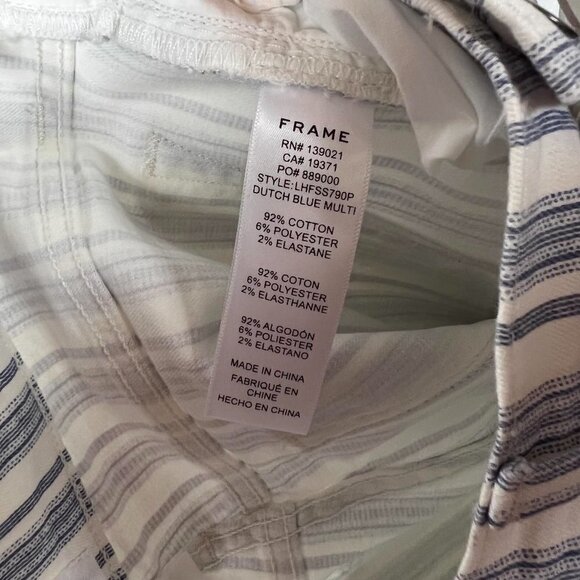 FRAME
RN# 139021
CA# 19371
PO# 889000
STYLE:LHFSS790P
DUTCH BLUE MULTI
92% COTTON
6% POLYESTER
2% ELASTANE
92% COTON
6% POLYESTER
2% ELASTHANNE
92% ALGODÓN
6% POLIESTER
2% ELASTANO
MADE IN CHINA
FABRIQUÉ EN
CHINE
HECHO EN CHINA